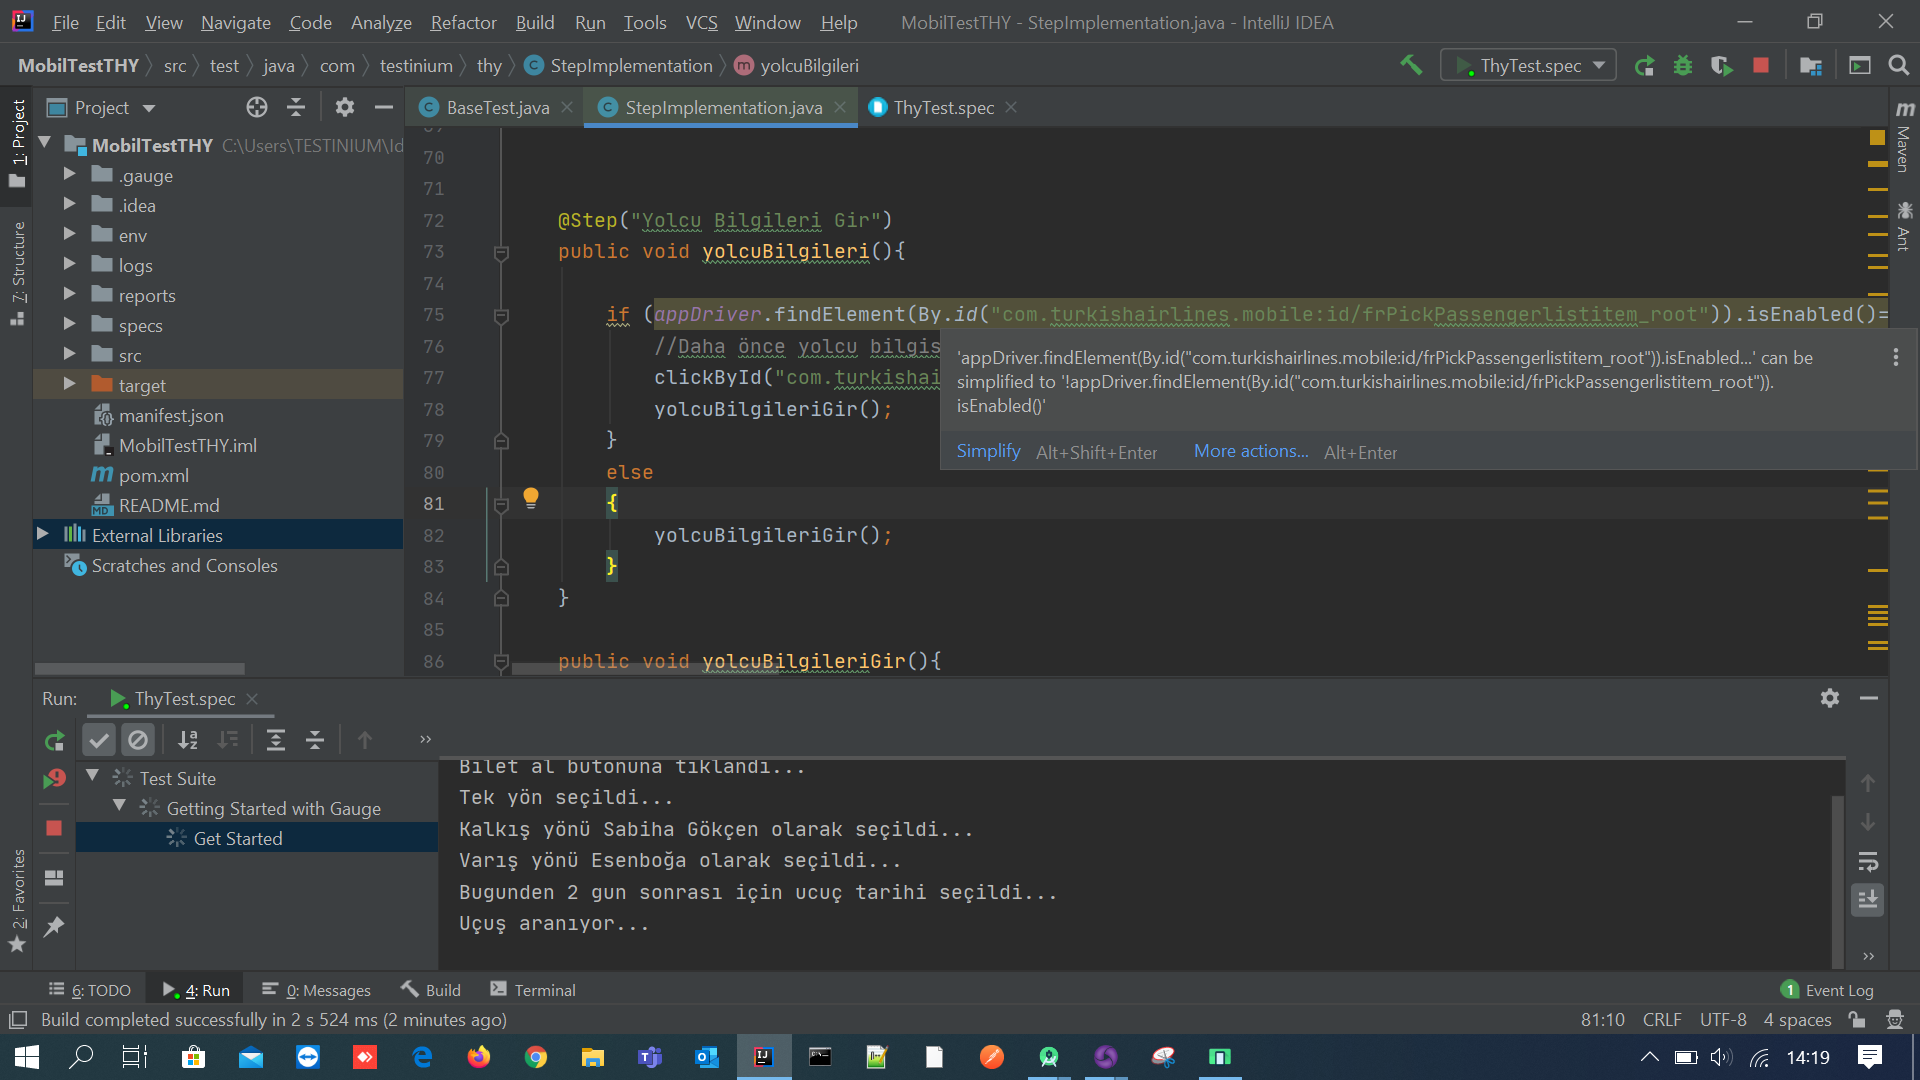 File Edit View Navigate Code Analyze Refactor Build Run Tools VCS Window Help MobilTestTHY - StepImplementation.java - IntelliJ IDEA
MobilTestTHY src test java com testinium thy StepImplementation yolcuBilgileri ThyTest.spec
1: Project
7: Structure
2: Favorites
Project
MobilTestTHY C:\Users\TESTINIUM\Id
.gauge
.idea
env
logs
reports
specs
src
target
manifest.json
MobilTestTHY.iml
pom.xml
README.md
External Libraries
Scratches and Consoles
BaseTest.java StepImplementation.java ThyTest.spec
70
71
72 @Step("Yolcu Bilgileri Gir")
73 public void yolcuBilgileri(){
74
75 if (appDriver.findElement(By.id("com.turkishairlines.mobile:id/frPickPassengerlistitem_root")).isEnabled()=
76 //Daha önce yolcu bilgis
77 clickById("com.turkishai
78 yolcuBilgileriGir();
79 }
80 else
81 {
82 yolcuBilgileriGir();
83 }
84 }
85
86 public void yolcuBilgileriGir(){
'appDriver.findElement(By.id("com.turkishairlines.mobile:id/frPickPassengerlistitem_root")).isEnabled...' can be
simplified to '!appDriver.findElement(By.id("com.turkishairlines.mobile:id/frPickPassengerlistitem_root")).
isEnabled()'
Simplify Alt+Shift+Enter More actions... Alt+Enter
Maven
Ant
Run: ThyTest.spec
Test Suite
Getting Started with Gauge
Get Started
Bilet al butonuna tıklandı...
Tek yön seçildi...
Kalkış yönü Sabiha Gökçen olarak seçildi...
Varış yönü Esenboğa olarak seçildi...
Bugunden 2 gun sonrası için ucuç tarihi seçildi...
Uçuş aranıyor...
6: TODO 4: Run 0: Messages Build Terminal 1 Event Log
Build completed successfully in 2 s 524 ms (2 minutes ago) 81:10 CRLF UTF-8 4 spaces
14:19